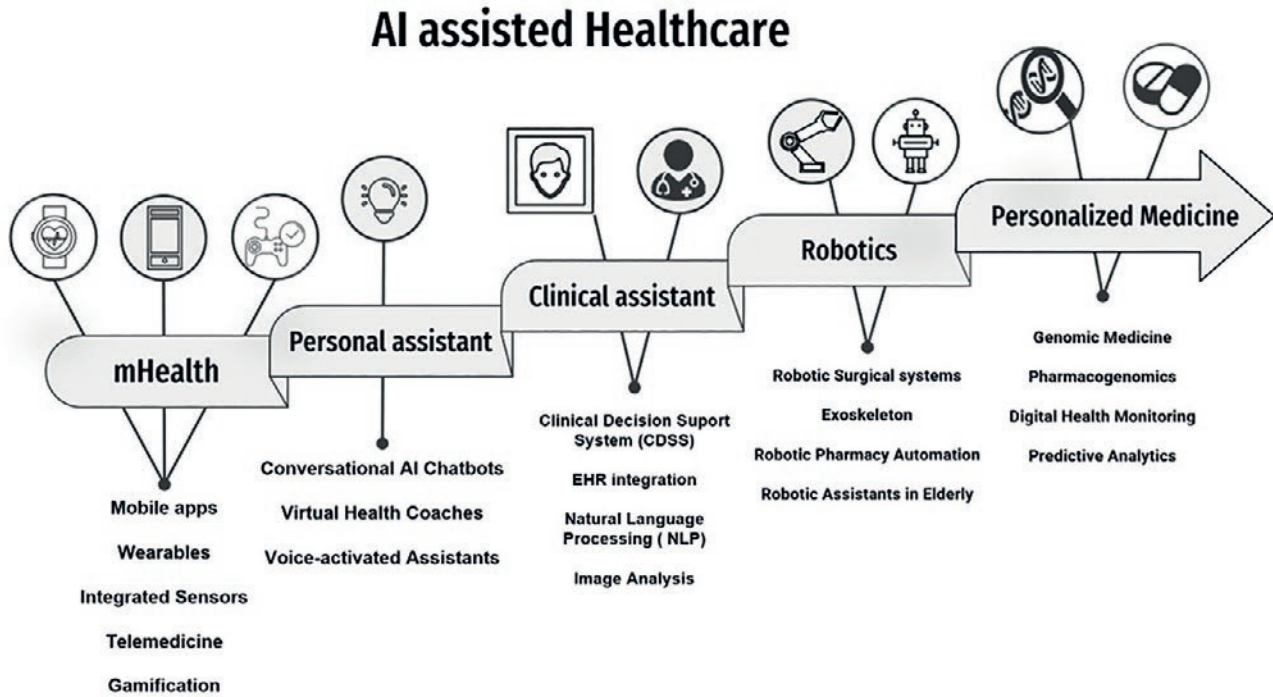 AI assisted Healthcare
mHealth
Mobile apps
Wearables
Integrated Sensors
Telemedicine
Gamification
Personal assistant
Conversational AI Chatbots
Virtual Health Coaches
Voice-activated Assistants
Clinical assistant
Clinical Decision Suport
System (CDSS)
EHR integration
Natural Language
Processing ( NLP)
Image Analysis
Robotics
Robotic Surgical systems
Exoskeleton
Robotic Pharmacy Automation
Robotic Assistants in Elderly
Personalized Medicine
Genomic Medicine
Pharmacogenomics
Digital Health Monitoring
Predictive Analytics